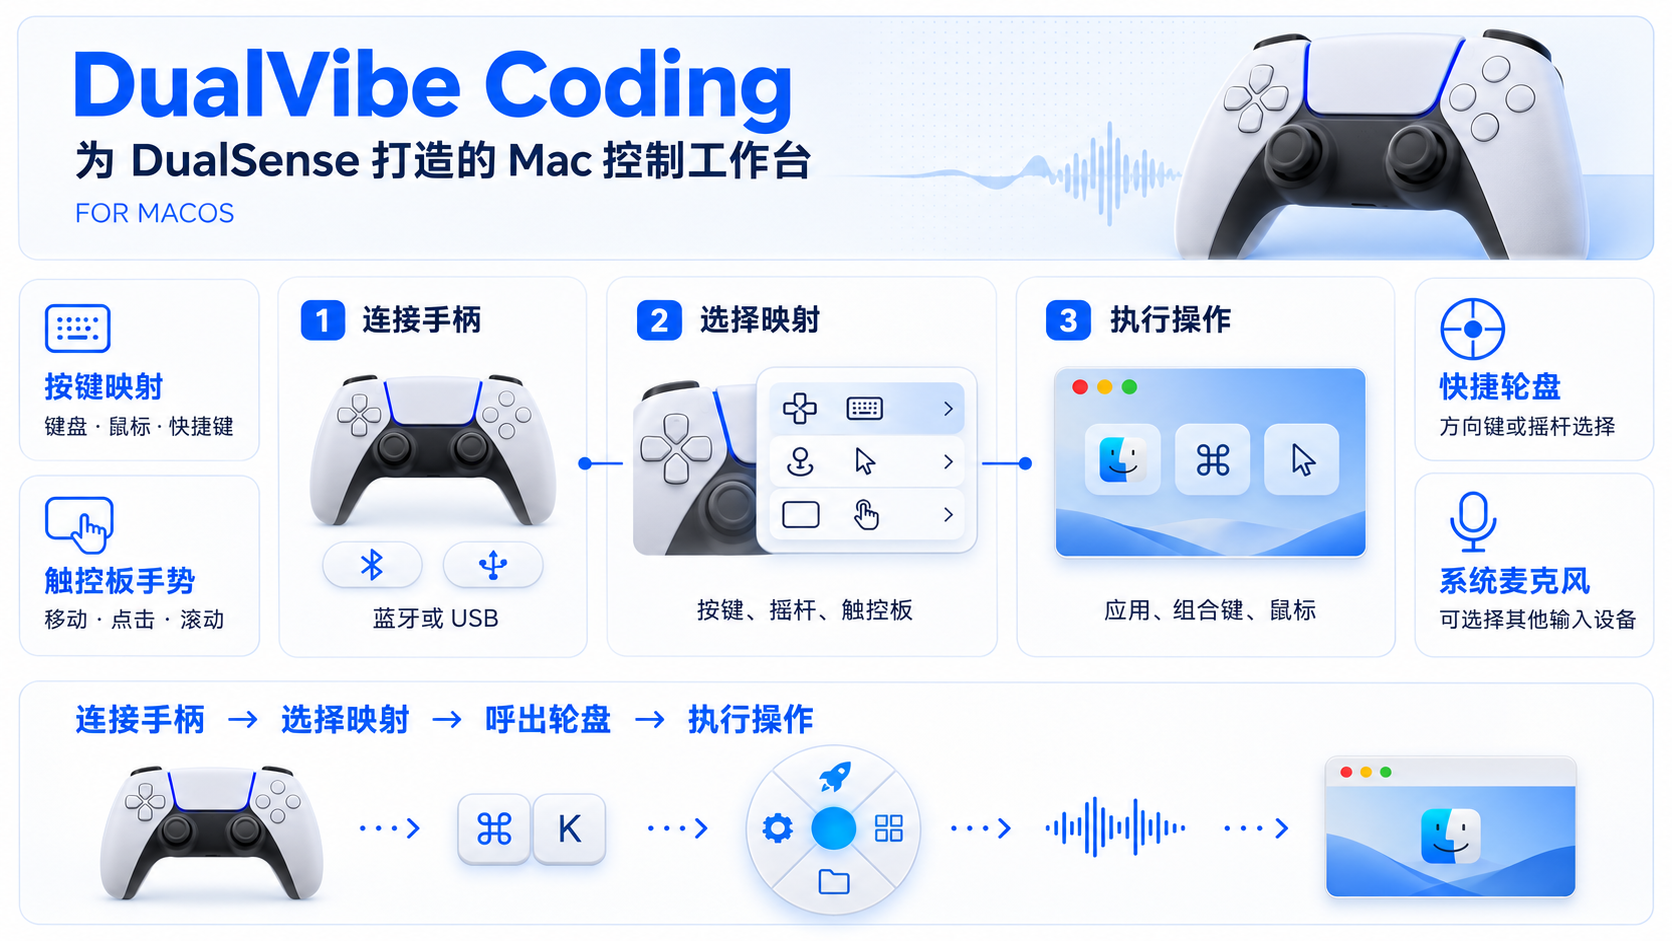 DualVibe Coding
为 DualSense 打造的 Mac 控制工作台
FOR MACOS
按键映射
键盘 · 鼠标 · 快捷键
触控板手势
移动 · 点击 · 滚动
1 连接手柄
蓝牙或 USB
2 选择映射
按键、摇杆、触控板
3 执行操作
应用、组合键、鼠标
快捷轮盘
方向键或摇杆选择
系统麦克风
可选择其他输入设备
连接手柄 → 选择映射 → 呼出轮盘 → 执行操作
⌘ K